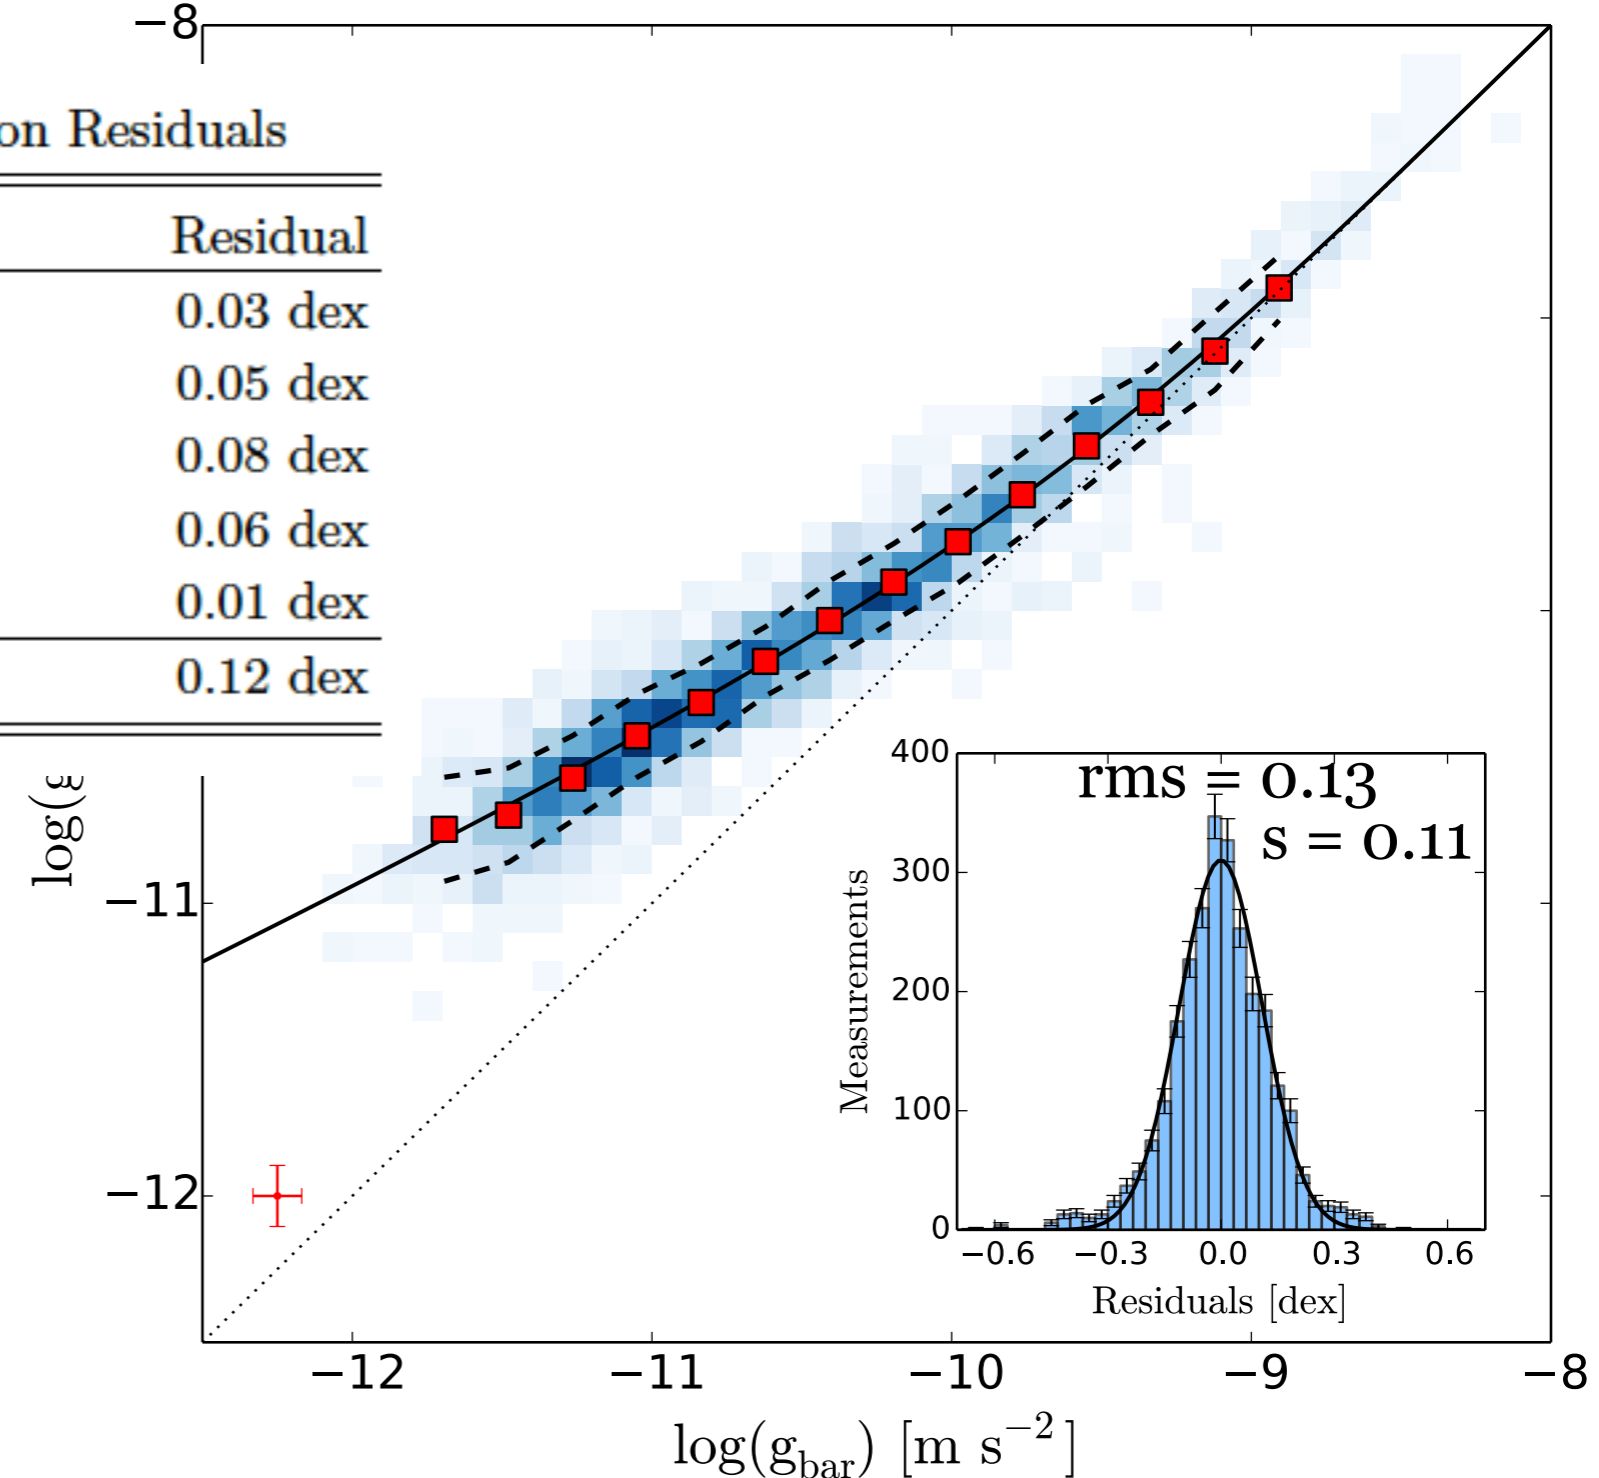 −8
on Residuals
Residual
0.03 dex
0.05 dex
0.08 dex
0.06 dex
0.01 dex
0.12 dex
log(g
−11
−12
400
300
200
100
0
Measurements
rms = 0.13
s = 0.11
−0.6 −0.3 0.0 0.3 0.6
Residuals [dex]
−12 −11 −10 −9 −8
log(g_bar) [m s⁻²]